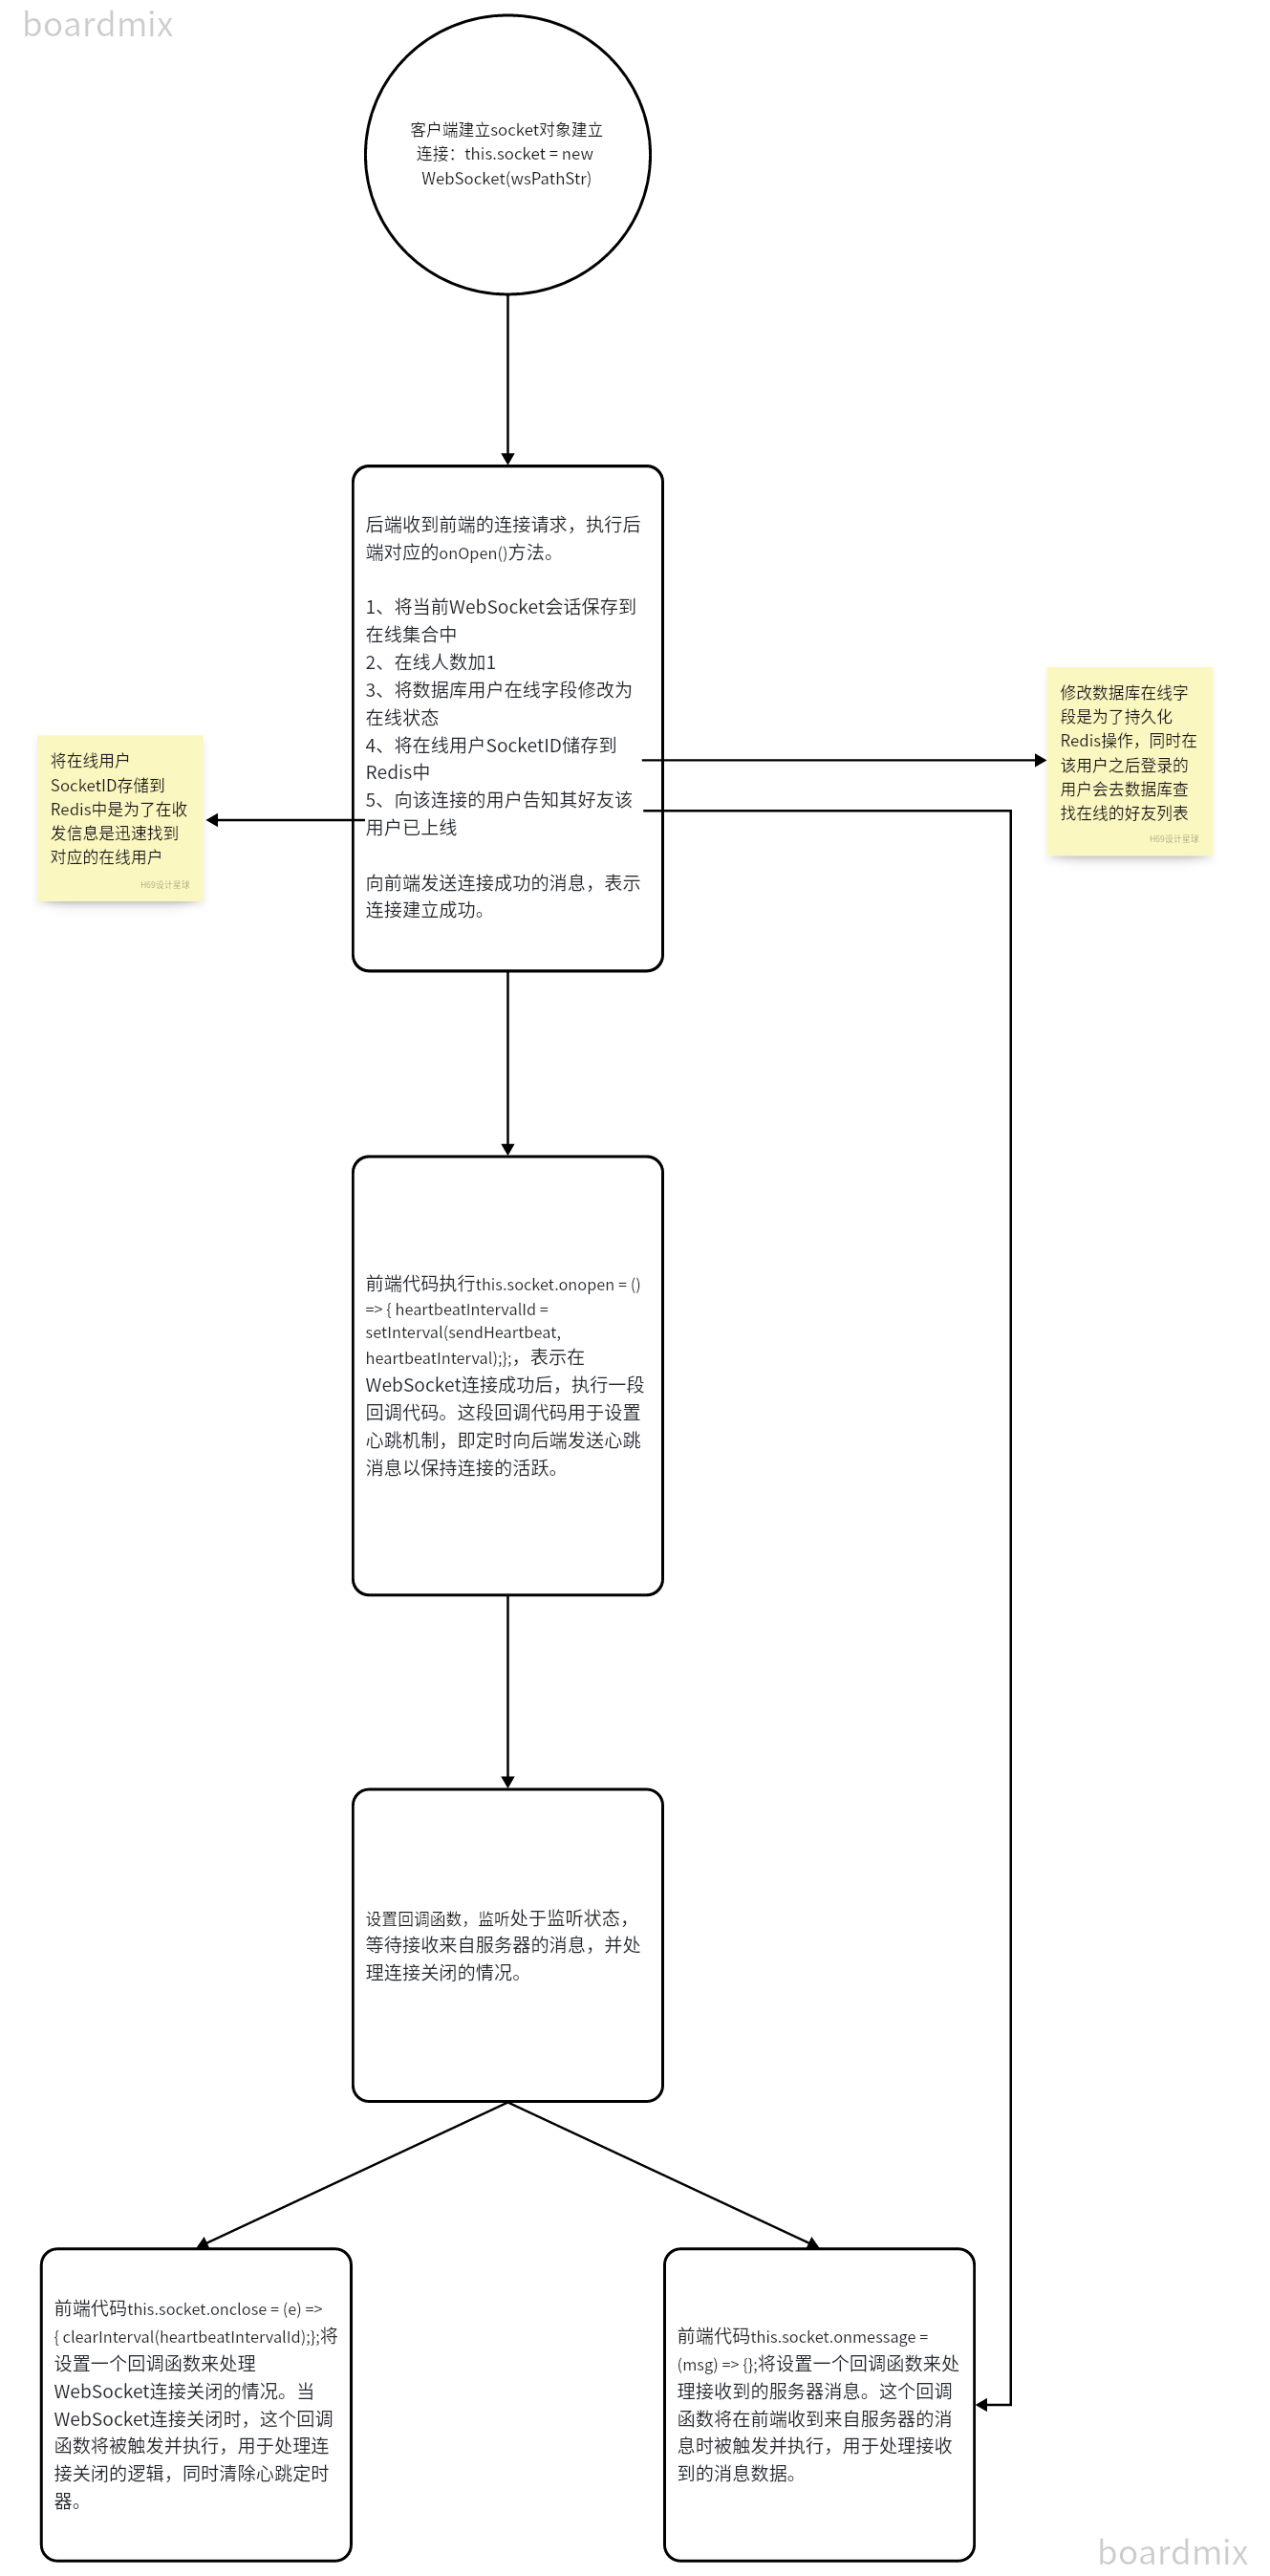 boardmix
客户端建立socket对象建立
连接：this.socket = new
WebSocket(wsPathStr)
后端收到前端的连接请求，执行后
端对应的onOpen()方法。
1、将当前WebSocket会话保存到
在线集合中
2、在线人数加1
3、将数据库用户在线字段修改为
在线状态
4、将在线用户SocketID储存到
Redis中
5、向该连接的用户告知其好友该
用户已上线
向前端发送连接成功的消息，表示
连接建立成功。
修改数据库在线字
段是为了持久化
Redis操作，同时在
该用户之后登录的
用户会去数据库查
找在线的好友列表
H69设计星球
将在线用户
SocketID存储到
Redis中是为了在收
发信息是迅速找到
对应的在线用户
H69设计星球
前端代码执行this.socket.onopen = ()
=> { heartbeatIntervalId =
setInterval(sendHeartbeat,
heartbeatInterval);};，表示在
WebSocket连接成功后，执行一段
回调代码。这段回调代码用于设置
心跳机制，即定时向后端发送心跳
消息以保持连接的活跃。
设置回调函数，监听处于监听状态，
等待接收来自服务器的消息，并处
理连接关闭的情况。
前端代码this.socket.onclose = (e) =>
{ clearInterval(heartbeatIntervalId);};将
设置一个回调函数来处理
WebSocket连接关闭的情况。当
WebSocket连接关闭时，这个回调
函数将被触发并执行，用于处理连
接关闭的逻辑，同时清除心跳定时
器。
前端代码this.socket.onmessage =
(msg) => {};将设置一个回调函数来处
理接收到的服务器消息。这个回调
函数将在前端收到来自服务器的消
息时被触发并执行，用于处理接收
到的消息数据。
boardmix